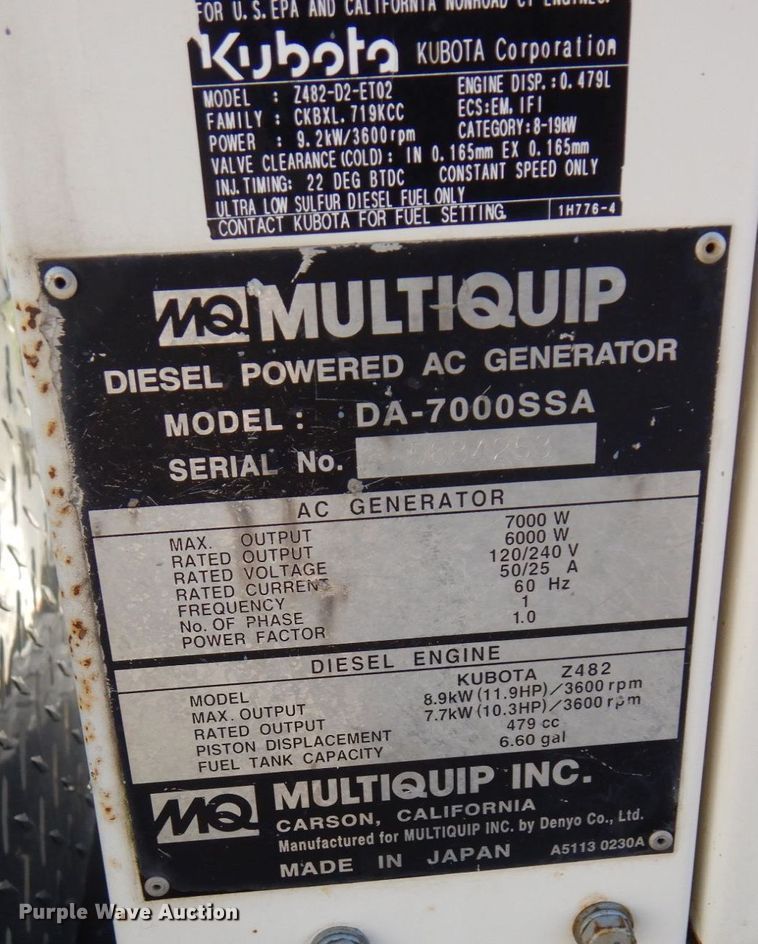 FOR U.S. EPA AND CALIFORNIA NONROAD CI ENGINES.
Kubota KUBOTA Corporation
MODEL : Z482-D2-ET02 ENGINE DISP.:0.479L
FAMILY : CKBXL.719KCC ECS:EM.IFI
POWER : 9.2kW/3600rpm CATEGORY:8-19kW
VALVE CLEARANCE(COLD): IN 0.165mm EX 0.165mm
INJ.TIMING: 22 DEG BTDC CONSTANT SPEED ONLY
ULTRA LOW SULFUR DIESEL FUEL ONLY
CONTACT KUBOTA FOR FUEL SETTING. 1H776-4
MQ MULTIQUIP
DIESEL POWERED AC GENERATOR
MODEL : DA-7000SSA
SERIAL No.
AC GENERATOR
MAX. OUTPUT 7000 W
RATED OUTPUT 6000 W
RATED VOLTAGE 120/240 V
RATED CURRENT 50/25 A
FREQUENCY 60 Hz
No. OF PHASE 1
POWER FACTOR 1.0
DIESEL ENGINE
MODEL KUBOTA Z482
MAX. OUTPUT 8.9kW (11.9HP)/3600rpm
RATED OUTPUT 7.7kW (10.3HP)/3600rpm
PISTON DISPLACEMENT 479 cc
FUEL TANK CAPACITY 6.60 gal
MQ MULTIQUIP INC.
CARSON, CALIFORNIA
Manufactured for MULTIQUIP INC. by Denyo Co., Ltd.
MADE IN JAPAN A5113 0230A
Purple Wave Auction